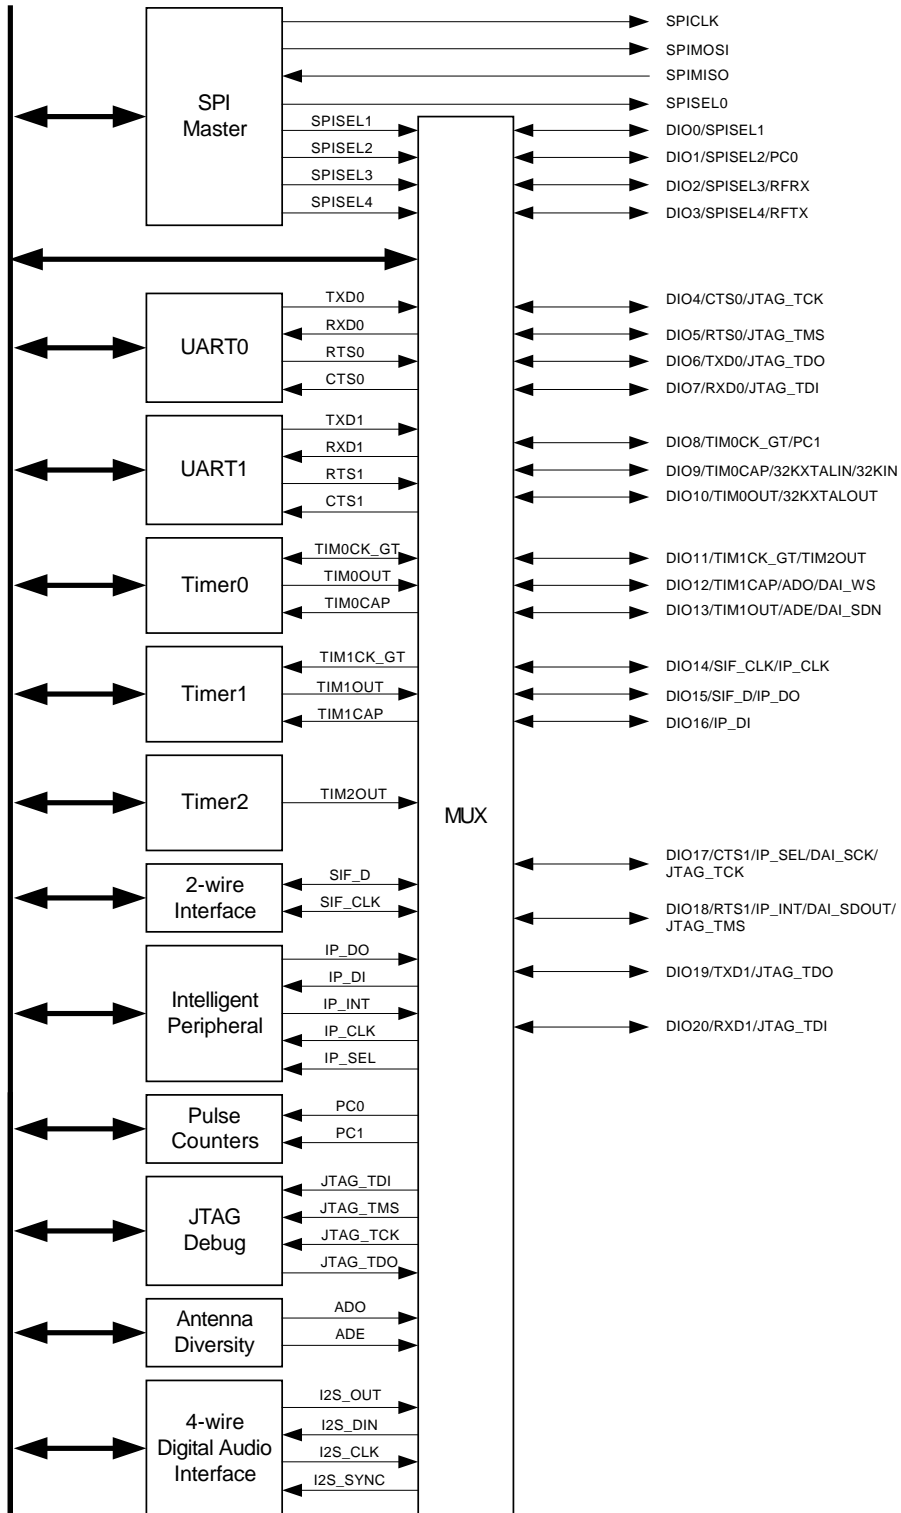 SPICLK
SPIMOSI
SPIMISO
SPISEL0
SPI
Master
SPISEL1
SPISEL2
SPISEL3
SPISEL4
DIO0/SPISEL1
DIO1/SPISEL2/PC0
DIO2/SPISEL3/RFRX
DIO3/SPISEL4/RFTX
UART0
TXD0
RXD0
RTS0
CTS0
DIO4/CTS0/JTAG_TCK
DIO5/RTS0/JTAG_TMS
DIO6/TXD0/JTAG_TDO
DIO7/RXD0/JTAG_TDI
UART1
TXD1
RXD1
RTS1
CTS1
DIO8/TIM0CK_GT/PC1
DIO9/TIM0CAP/32KXTALIN/32KIN
DIO10/TIM0OUT/32KXTALOUT
Timer0
TIM0CK_GT
TIM0OUT
TIM0CAP
DIO11/TIM1CK_GT/TIM2OUT
DIO12/TIM1CAP/ADO/DAI_WS
DIO13/TIM1OUT/ADE/DAI_SDN
Timer1
TIM1CK_GT
TIM1OUT
TIM1CAP
DIO14/SIF_CLK/IP_CLK
DIO15/SIF_D/IP_DO
DIO16/IP_DI
Timer2
TIM2OUT
MUX
2-wire
Interface
SIF_D
SIF_CLK
DIO17/CTS1/IP_SEL/DAI_SCK/
JTAG_TCK
DIO18/RTS1/IP_INT/DAI_SDOUT/
JTAG_TMS
DIO19/TXD1/JTAG_TDO
DIO20/RXD1/JTAG_TDI
Intelligent
Peripheral
IP_DO
IP_DI
IP_INT
IP_CLK
IP_SEL
Pulse
Counters
PC0
PC1
JTAG
Debug
JTAG_TDI
JTAG_TMS
JTAG_TCK
JTAG_TDO
Antenna
Diversity
ADO
ADE
4-wire
Digital Audio
Interface
I2S_OUT
I2S_DIN
I2S_CLK
I2S_SYNC